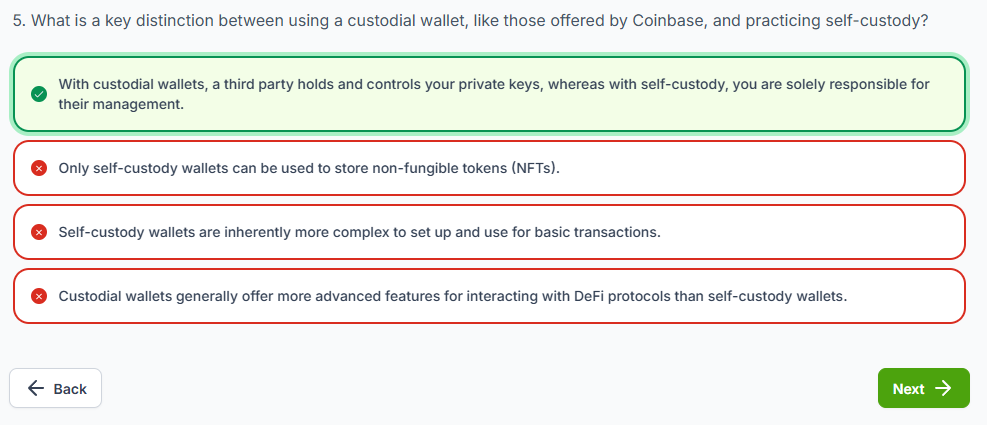 5. What is a key distinction between using a custodial wallet, like those offered by Coinbase, and practicing self-custody?
With custodial wallets, a third party holds and controls your private keys, whereas with self-custody, you are solely responsible for
their management.
Only self-custody wallets can be used to store non-fungible tokens (NFTs).
Self-custody wallets are inherently more complex to set up and use for basic transactions.
Custodial wallets generally offer more advanced features for interacting with DeFi protocols than self-custody wallets.
Back
Next